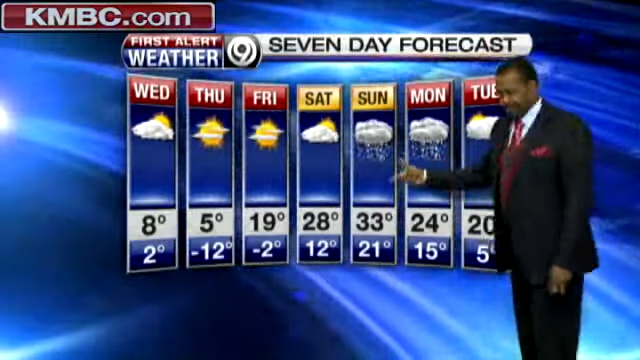 KMBC.com
FIRST ALERT
WEATHER 9
SEVEN DAY FORECAST
WED THU FRI SAT SUN MON TUE
8° 5° 19° 28° 33° 24° 20
2° -12° -2° 12° 21° 15° 5°